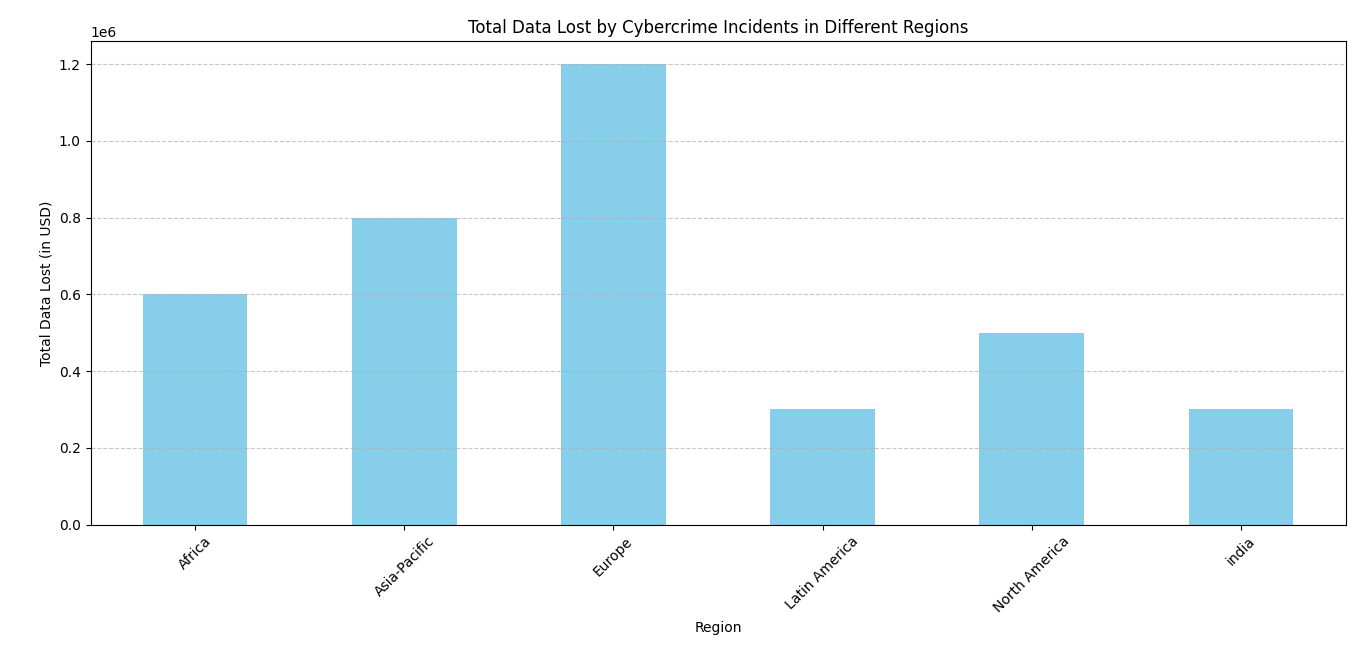 Total Data Lost by Cybercrime Incidents in Different Regions
1e6
1.2
1.0
0.8
0.6
0.4
0.2
0.0
Total Data Lost (in USD)
Africa
Asia-Pacific
Europe
Latin America
North America
india
Region